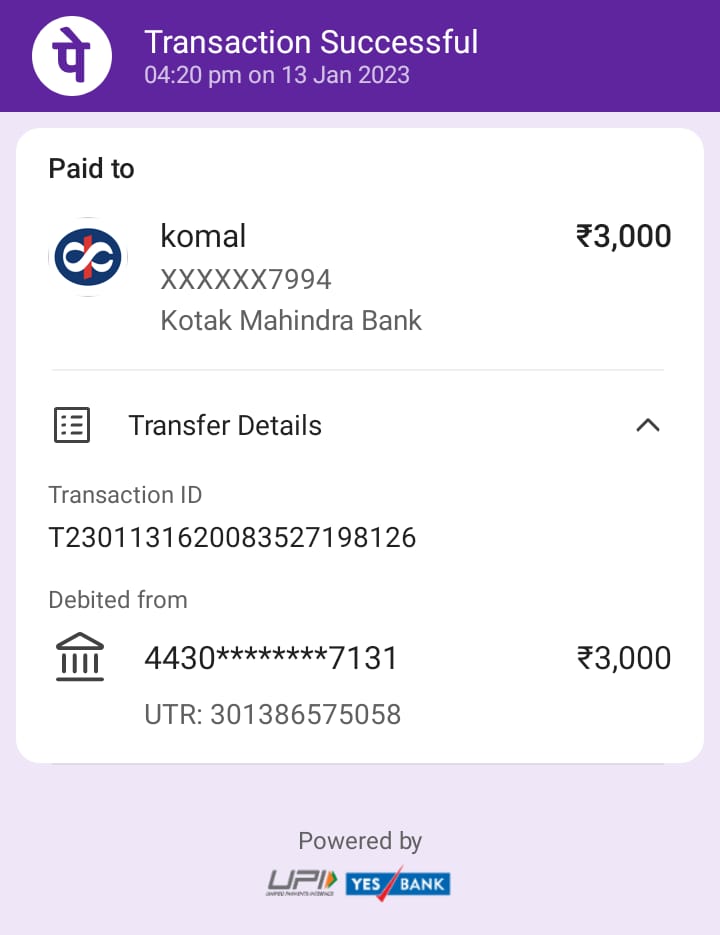 पे
Transaction Successful
04:20 pm on 13 Jan 2023
Paid to
komal
₹3,000
XXXXXX7994
Kotak Mahindra Bank
Transfer Details
Transaction ID
T2301131620083527198126
Debited from
4430********7131
₹3,000
UTR: 301386575058
Powered by
UPI
UNIFIED PAYMENTS INTERFACE
YES BANK